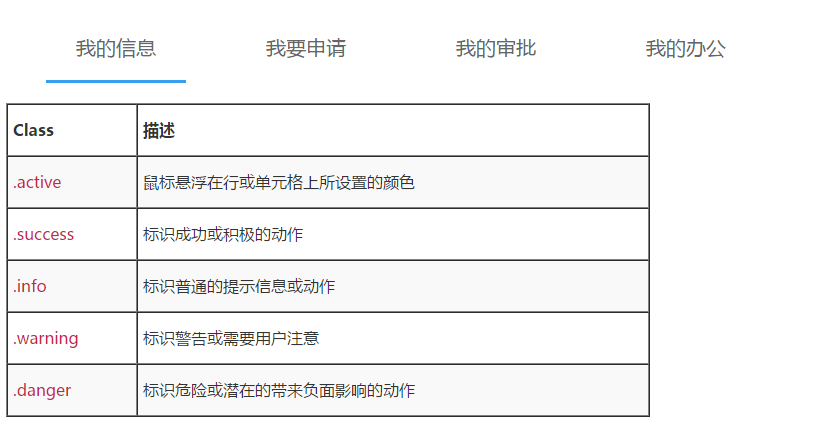 我的信息 我要申请 我的审批 我的办公
Class 描述
.active 鼠标悬浮在行或单元格上所设置的颜色
.success 标识成功或积极的动作
.info 标识普通的提示信息或动作
.warning 标识警告或需要用户注意
.danger 标识危险或潜在的带来负面影响的动作